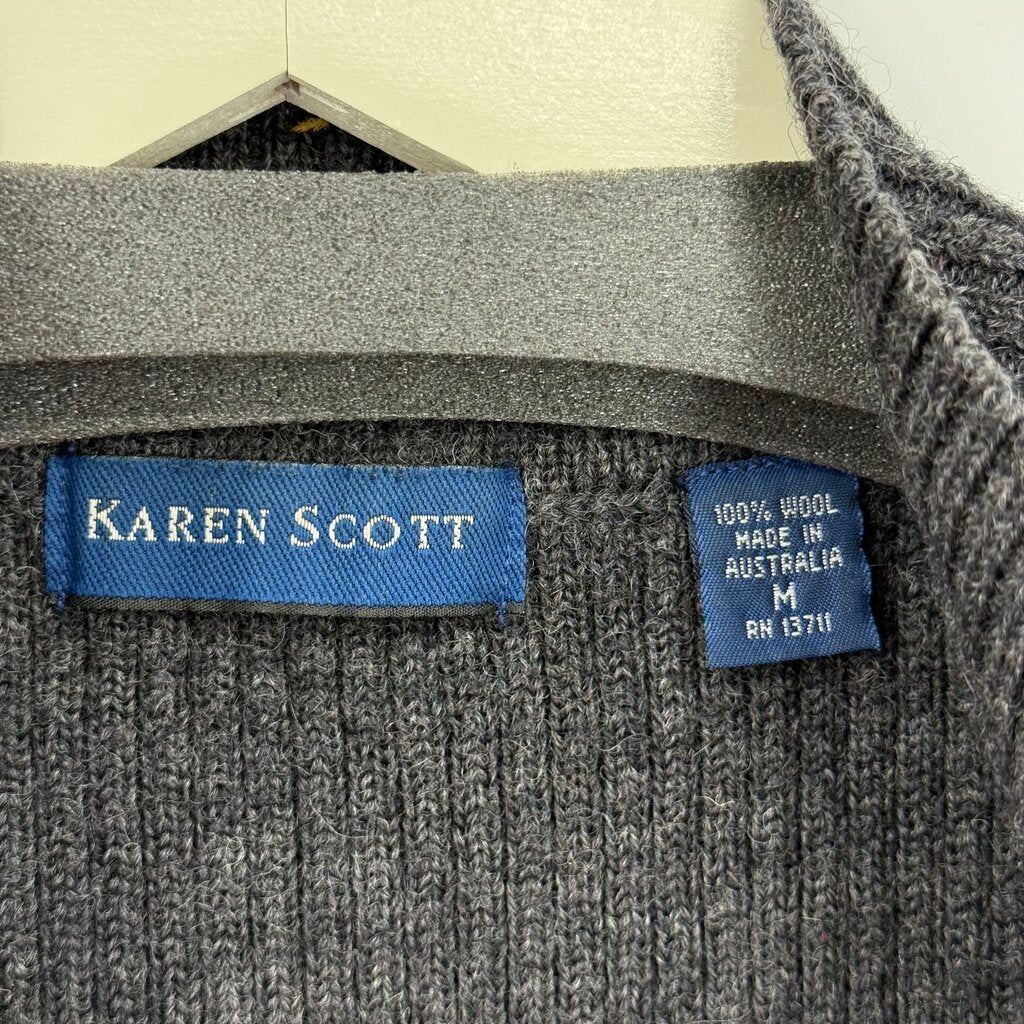 KAREN SCOTT
100% WOOL
MADE IN
AUSTRALIA
M
RN 13711